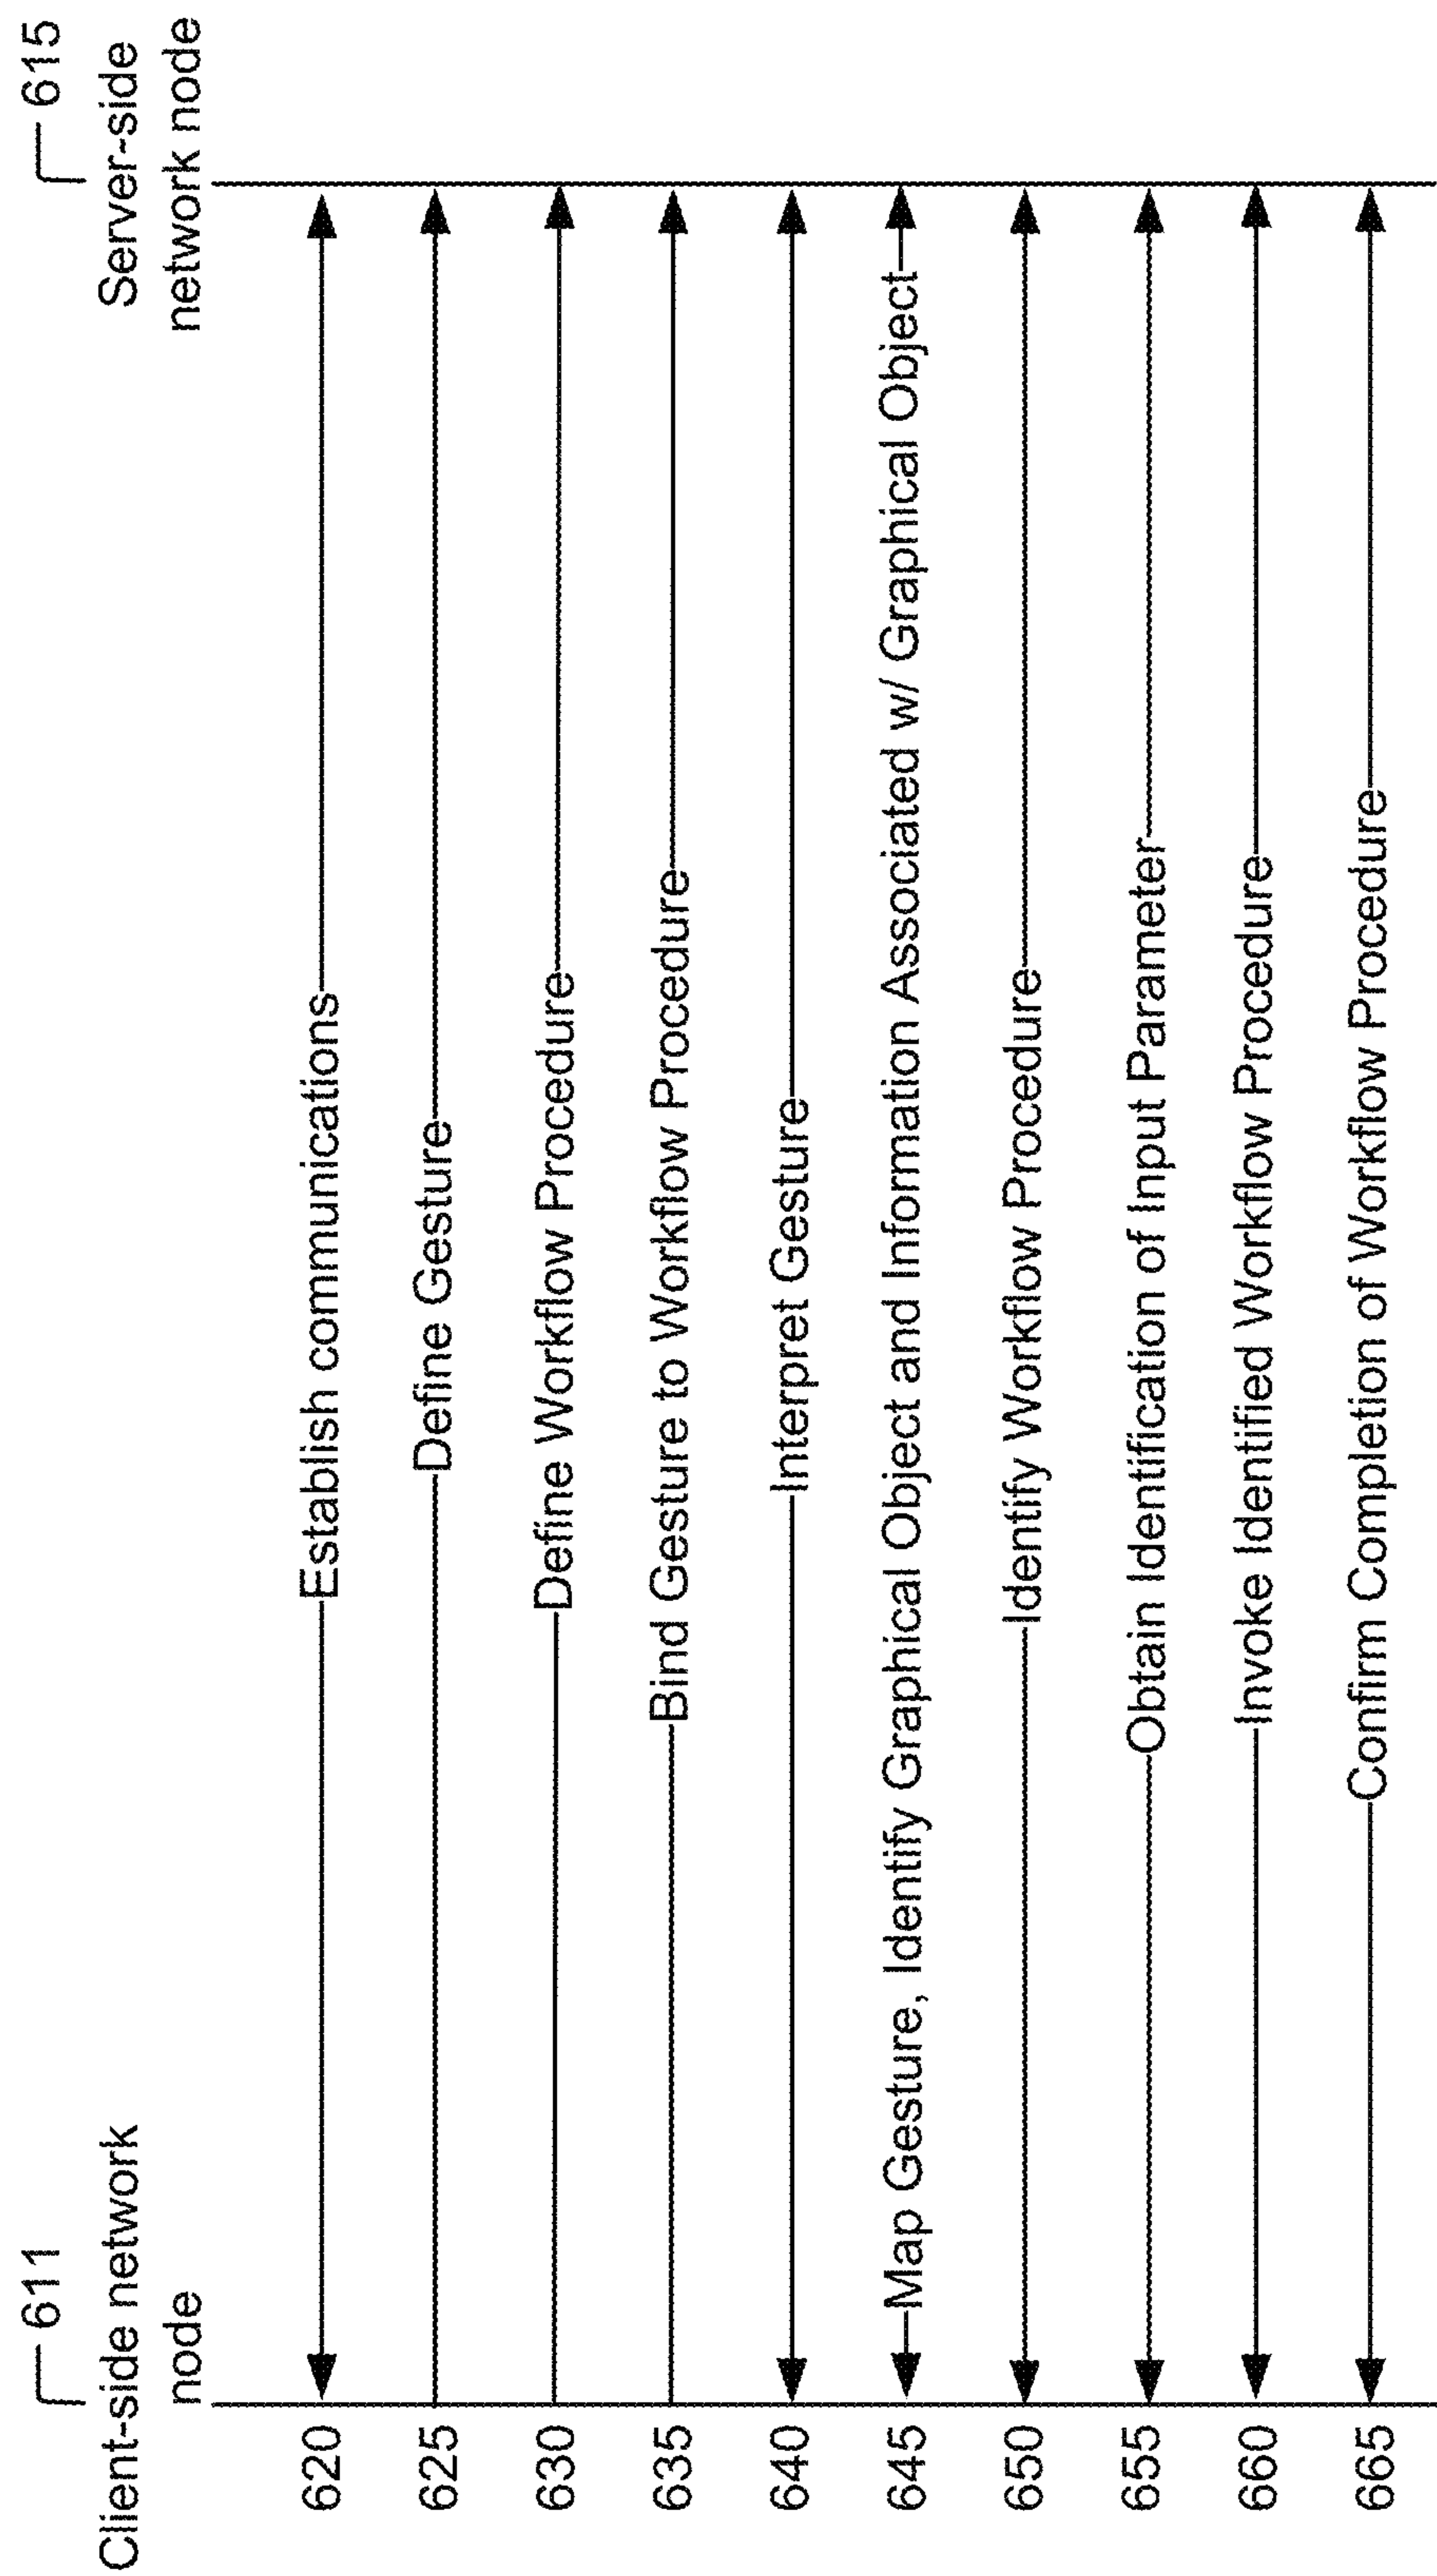 611
Client-side network
node
615
Server-side
network node
620
Establish communications
625
Define Gesture
630
Define Workflow Procedure
635
Bind Gesture to Workflow Procedure
640
Interpret Gesture
645
Map Gesture, Identify Graphical Object and Information Associated w/ Graphical Object
650
Identify Workflow Procedure
655
Obtain Identification of Input Parameter
660
Invoke Identified Workflow Procedure
665
Confirm Completion of Workflow Procedure